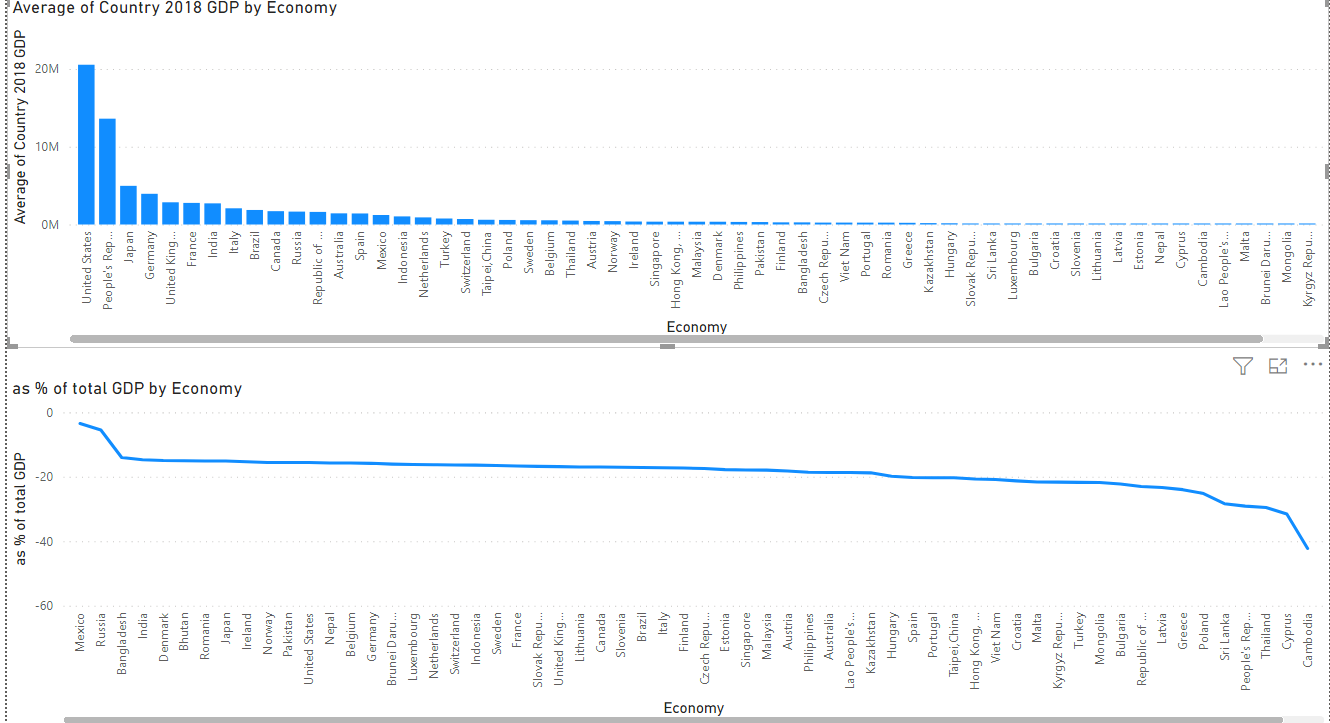 Average of Country 2018 GDP by Economy
Average of Country 2018 GDP
20M
10M
0M
United States
People's Rep...
Japan
Germany
United King...
France
India
Italy
Brazil
Canada
Russia
Republic of ...
Australia
Spain
Mexico
Indonesia
Netherlands
Turkey
Switzerland
Taipei,China
Poland
Sweden
Belgium
Thailand
Austria
Norway
Ireland
Singapore
Hong Kong, ...
Malaysia
Denmark
Philippines
Pakistan
Finland
Bangladesh
Czech Repu...
Viet Nam
Portugal
Romania
Greece
Kazakhstan
Hungary
Slovak Repu...
Sri Lanka
Luxembourg
Bulgaria
Croatia
Slovenia
Lithuania
Latvia
Estonia
Nepal
Cyprus
Cambodia
Lao People's...
Malta
Brunei Daru...
Mongolia
Kyrgyz Repu...
Economy
as % of total GDP by Economy
as % of total GDP
0
-20
-40
-60
Mexico
Russia
Bangladesh
India
Denmark
Bhutan
Romania
Japan
Ireland
Norway
Pakistan
United States
Nepal
Belgium
Germany
Brunei Daru...
Luxembourg
Netherlands
Switzerland
Indonesia
Sweden
France
Slovak Repu...
United King...
Lithuania
Canada
Slovenia
Brazil
Italy
Finland
Czech Repu...
Estonia
Singapore
Malaysia
Austria
Philippines
Australia
Lao People's...
Kazakhstan
Hungary
Spain
Portugal
Taipei,China
Hong Kong, ...
Viet Nam
Croatia
Malta
Kyrgyz Repu...
Turkey
Mongolia
Bulgaria
Republic of ...
Latvia
Greece
Poland
Sri Lanka
People's Rep...
Thailand
Cyprus
Cambodia
Economy